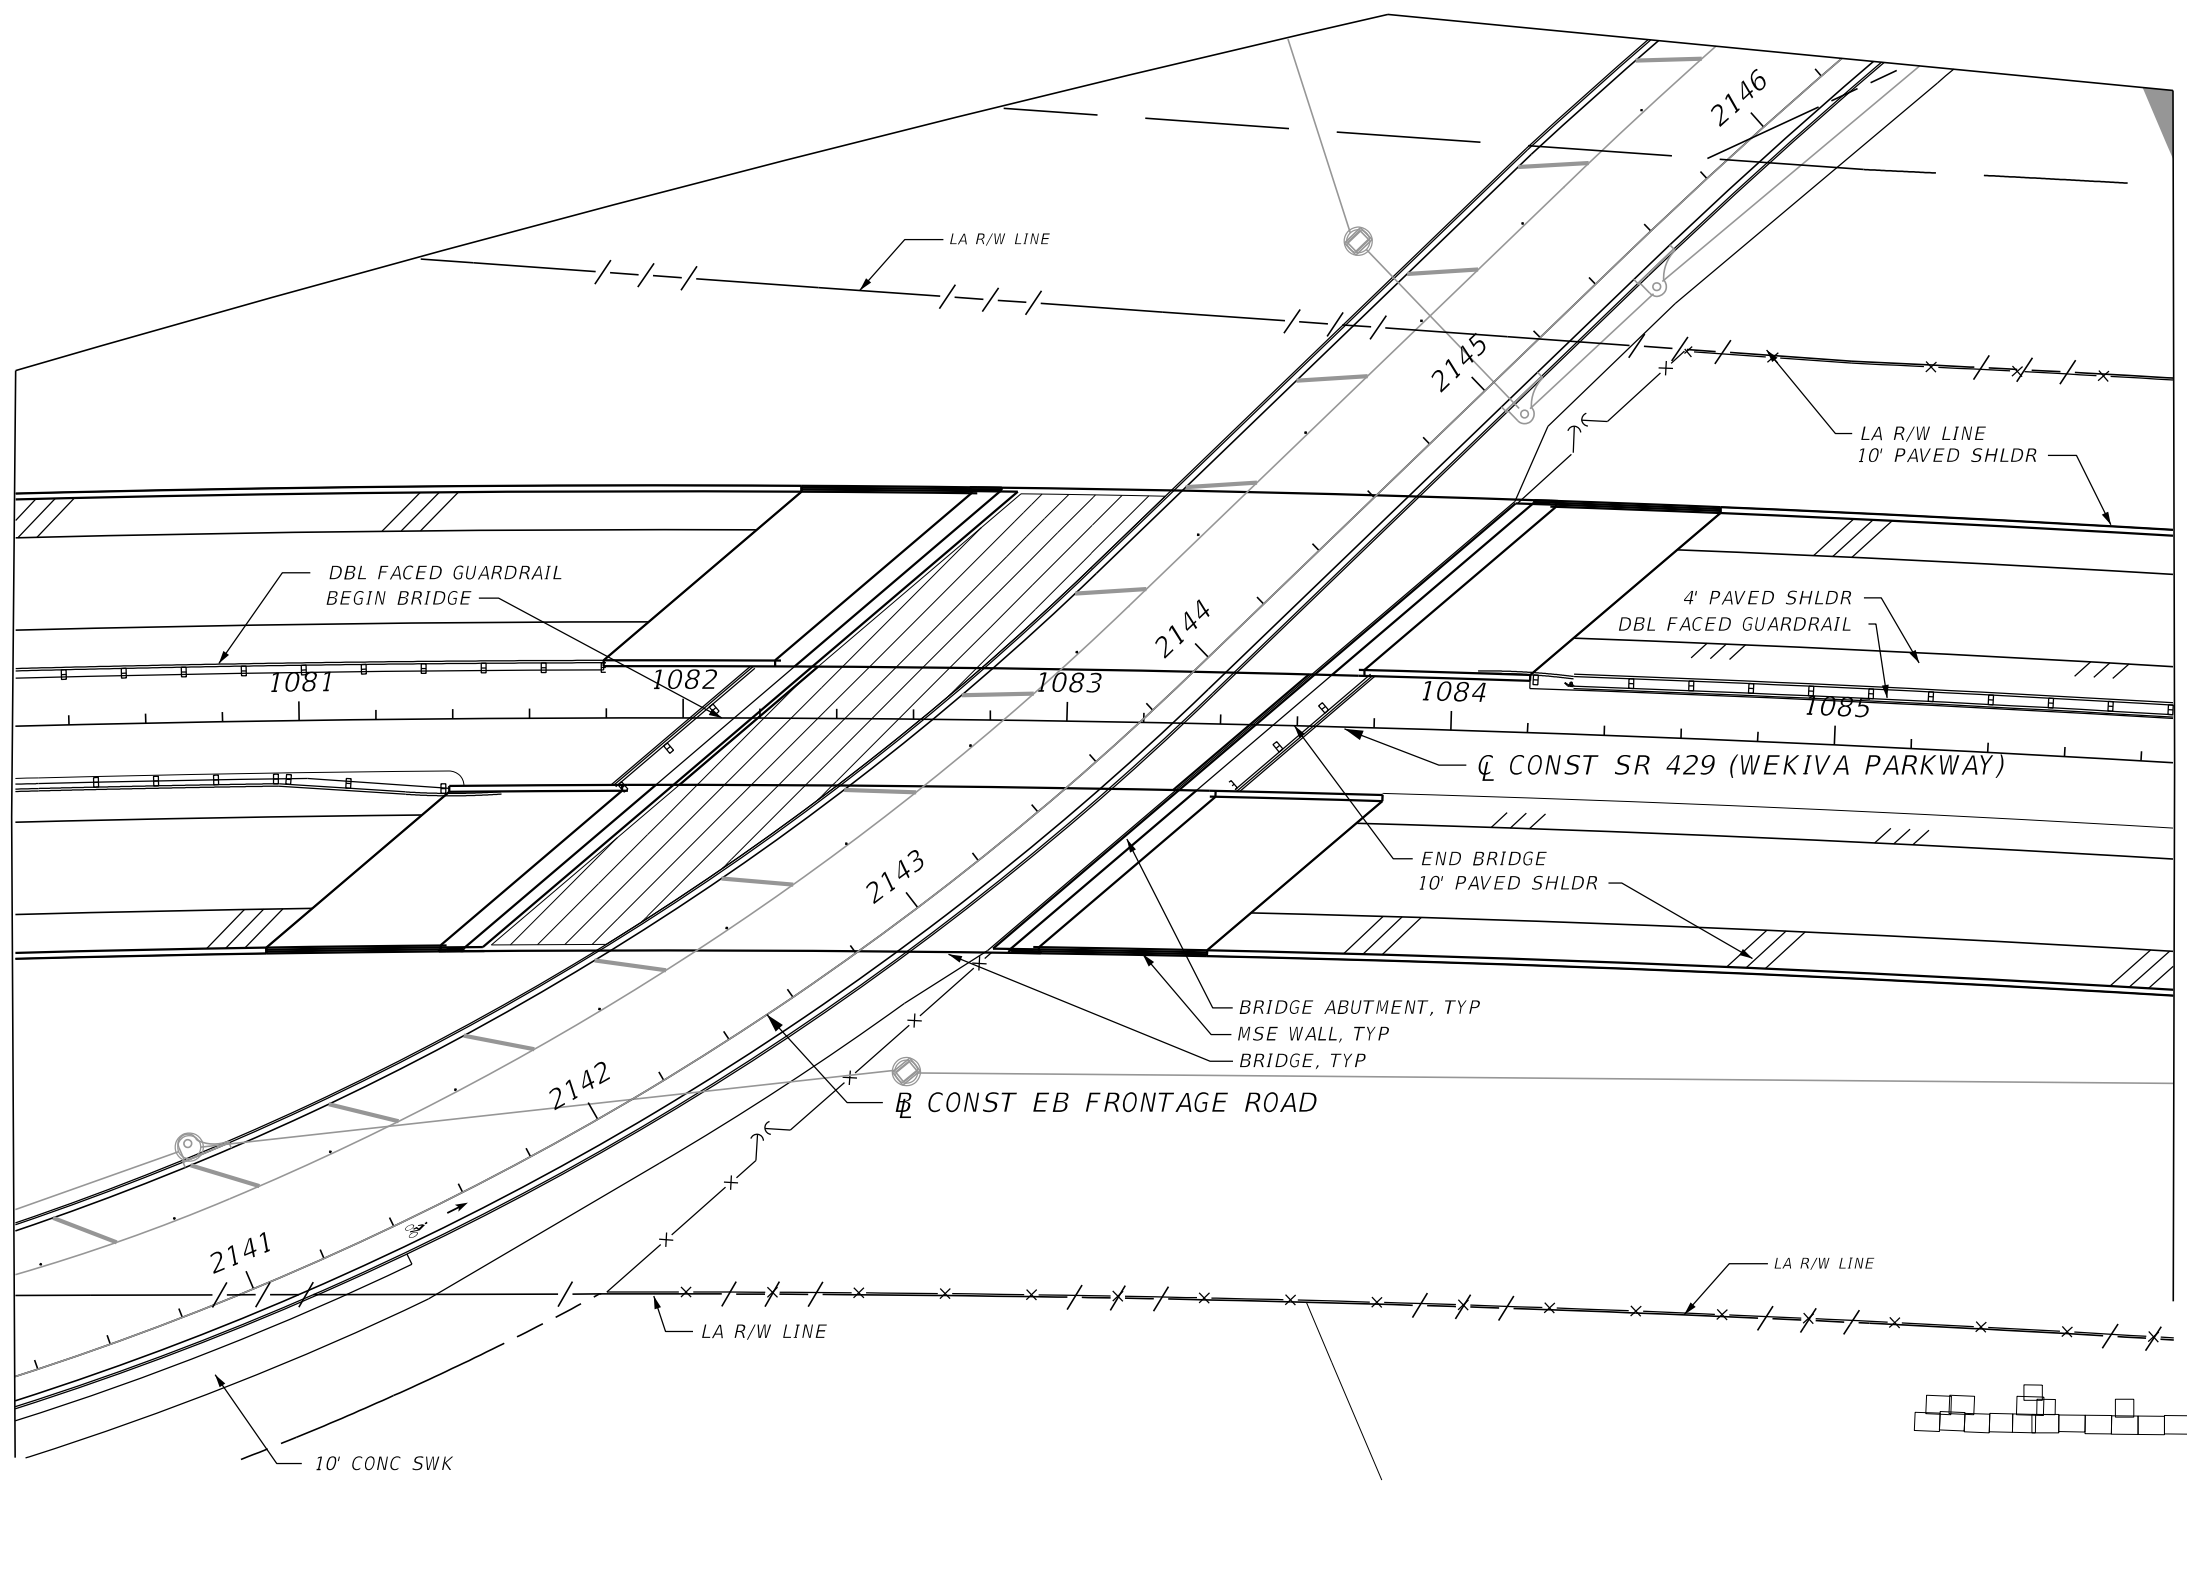 2146
LA R/W LINE
2145
LA R/W LINE
10' PAVED SHLDR
DBL FACED GUARDRAIL
BEGIN BRIDGE
4' PAVED SHLDR
DBL FACED GUARDRAIL
2144
1081
1082
1083
1084
1085
℄ CONST SR 429 (WEKIVA PARKWAY)
2143
END BRIDGE
10' PAVED SHLDR
BRIDGE ABUTMENT, TYP
MSE WALL, TYP
BRIDGE, TYP
2142
BL CONST EB FRONTAGE ROAD
2141
LA R/W LINE
LA R/W LINE
10' CONC SWK